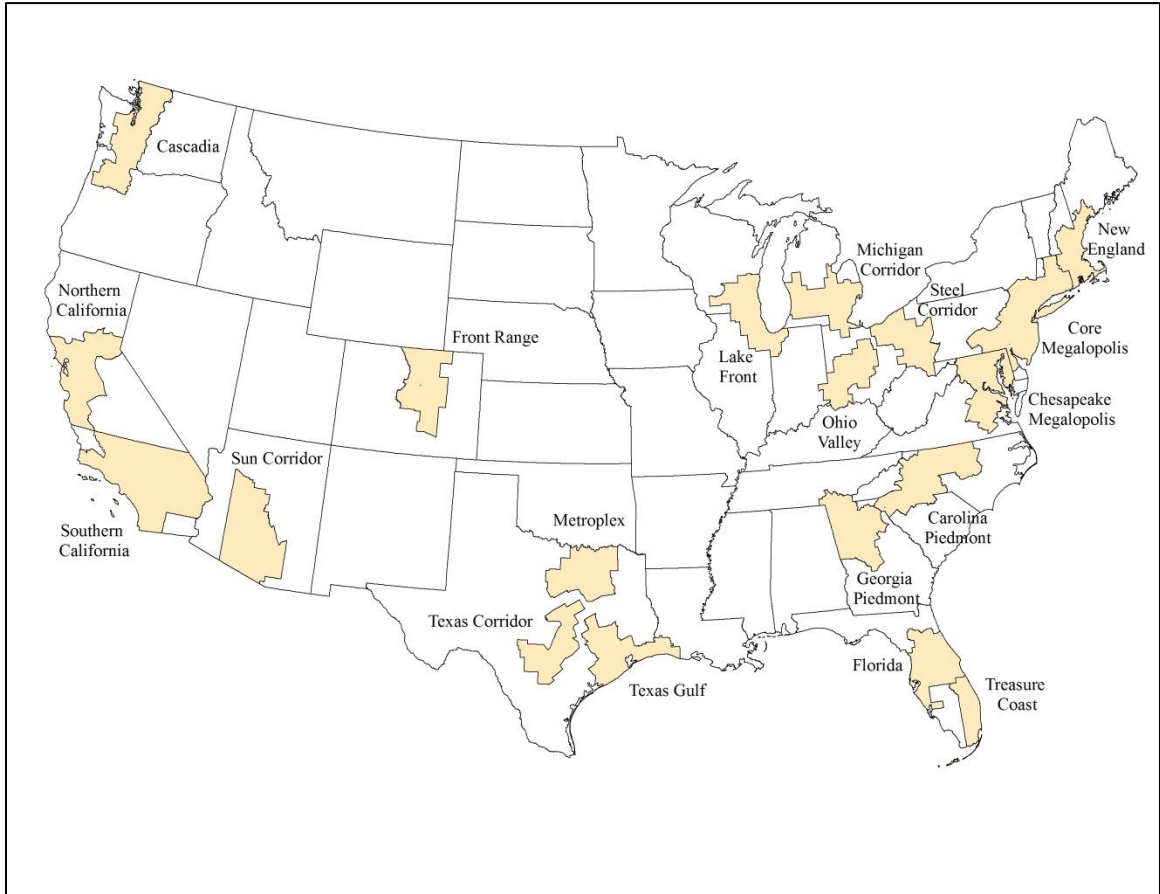 Cascadia
New
England
Michigan
Corridor
Steel
Corridor
Northern
California
Front Range
Core
Megalopolis
Lake
Front
Chesapeake
Megalopolis
Ohio
Valley
Sun Corridor
Metroplex
Southern
California
Carolina
Piedmont
Georgia
Piedmont
Texas Corridor
Florida
Treasure
Coast
Texas Gulf